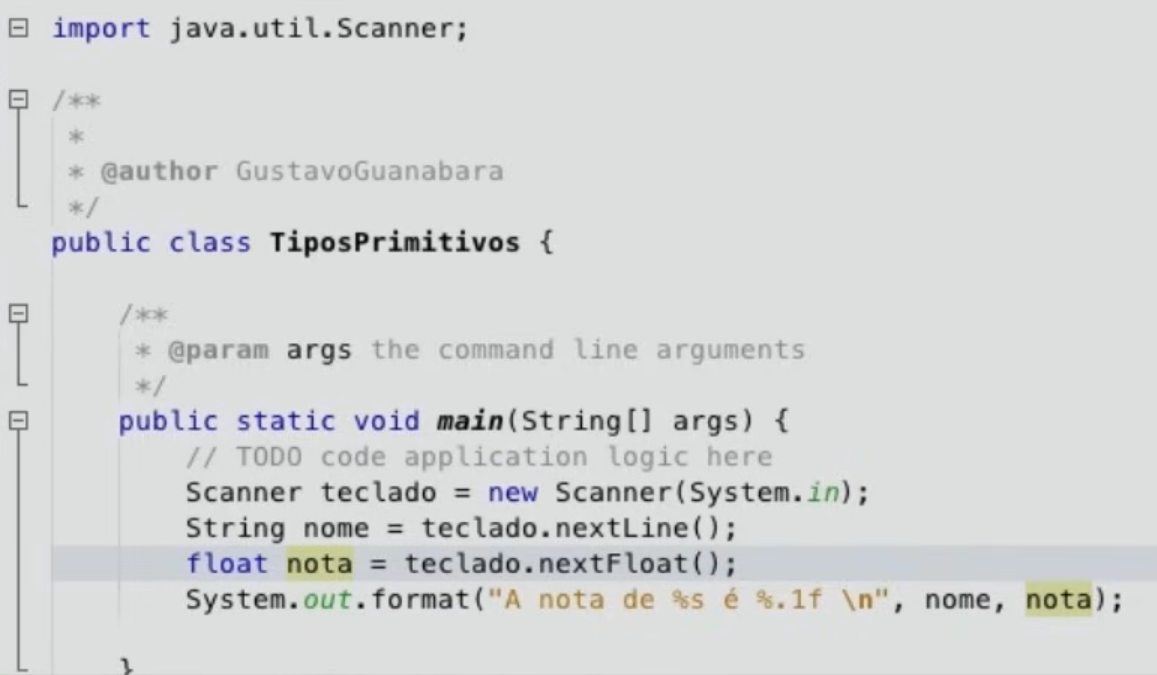 import java.util.Scanner;
/**
 *
 * @author GustavoGuanabara
 */
public class TiposPrimitivos {
    /**
     * @param args the command line arguments
     */
    public static void main(String[] args) {
        // TODO code application logic here
        Scanner teclado = new Scanner(System.in);
        String nome = teclado.nextLine();
        float nota = teclado.nextFloat();
        System.out.format("A nota de %s é %.1f \n", nome, nota);
    }